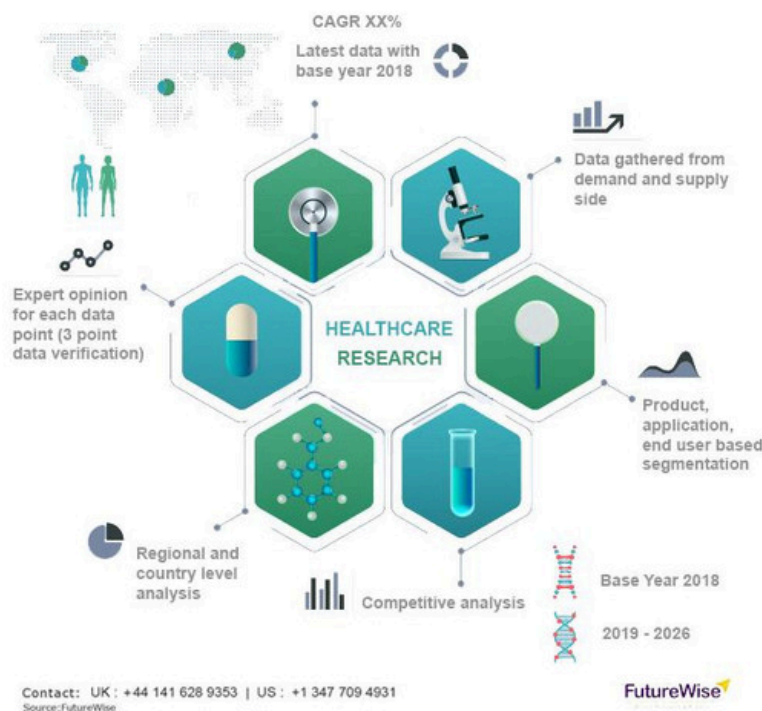 CAGR XX%
Latest data with
base year 2018
Data gathered from
demand and supply
side
Expert opinion
for each data
point (3 point
data verification)
HEALTHCARE
RESEARCH
Product,
application,
end user based
segmentation
Regional and
country level
analysis
Competitive analysis
Base Year 2018
2019 - 2026
Contact: UK : +44 141 628 9353 | US : +1 347 709 4931
Source:FutureWise
FutureWise